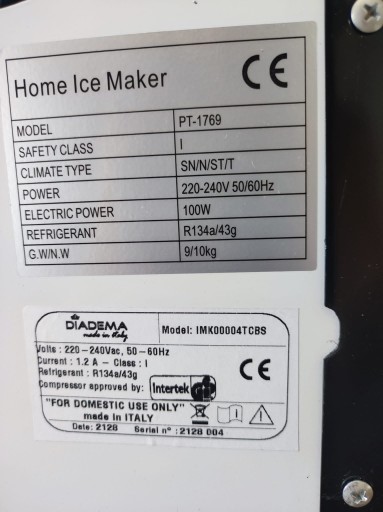 Home Ice Maker CE
MODEL PT-1769
SAFETY CLASS I
CLIMATE TYPE SN/N/ST/T
POWER 220-240V 50/60Hz
ELECTRIC POWER 100W
REFRIGERANT R134a/43g
G.W/N.W 9/10kg
DIADEMA Model: IMK00004TCBS
made in Italy
Volts : 220-240Vac, 50-60Hz
Current : 1.2 A - Class : I CE
Refrigerant : R134a/43g
Compressor approved by: Intertek
"FOR DOMESTIC USE ONLY"
made in ITALY
Date: 2128 Serial n° : 2128 004